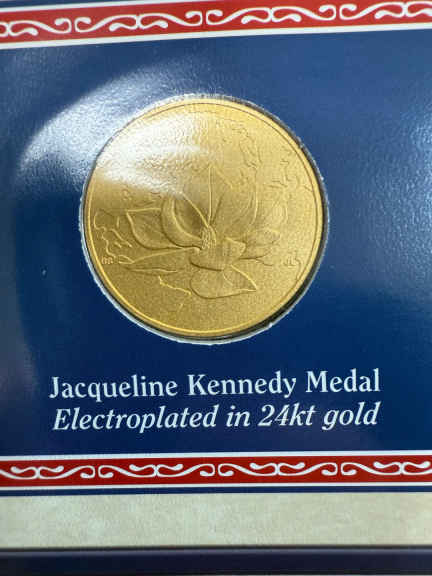 Jacqueline Kennedy Medal
Electroplated in 24kt gold